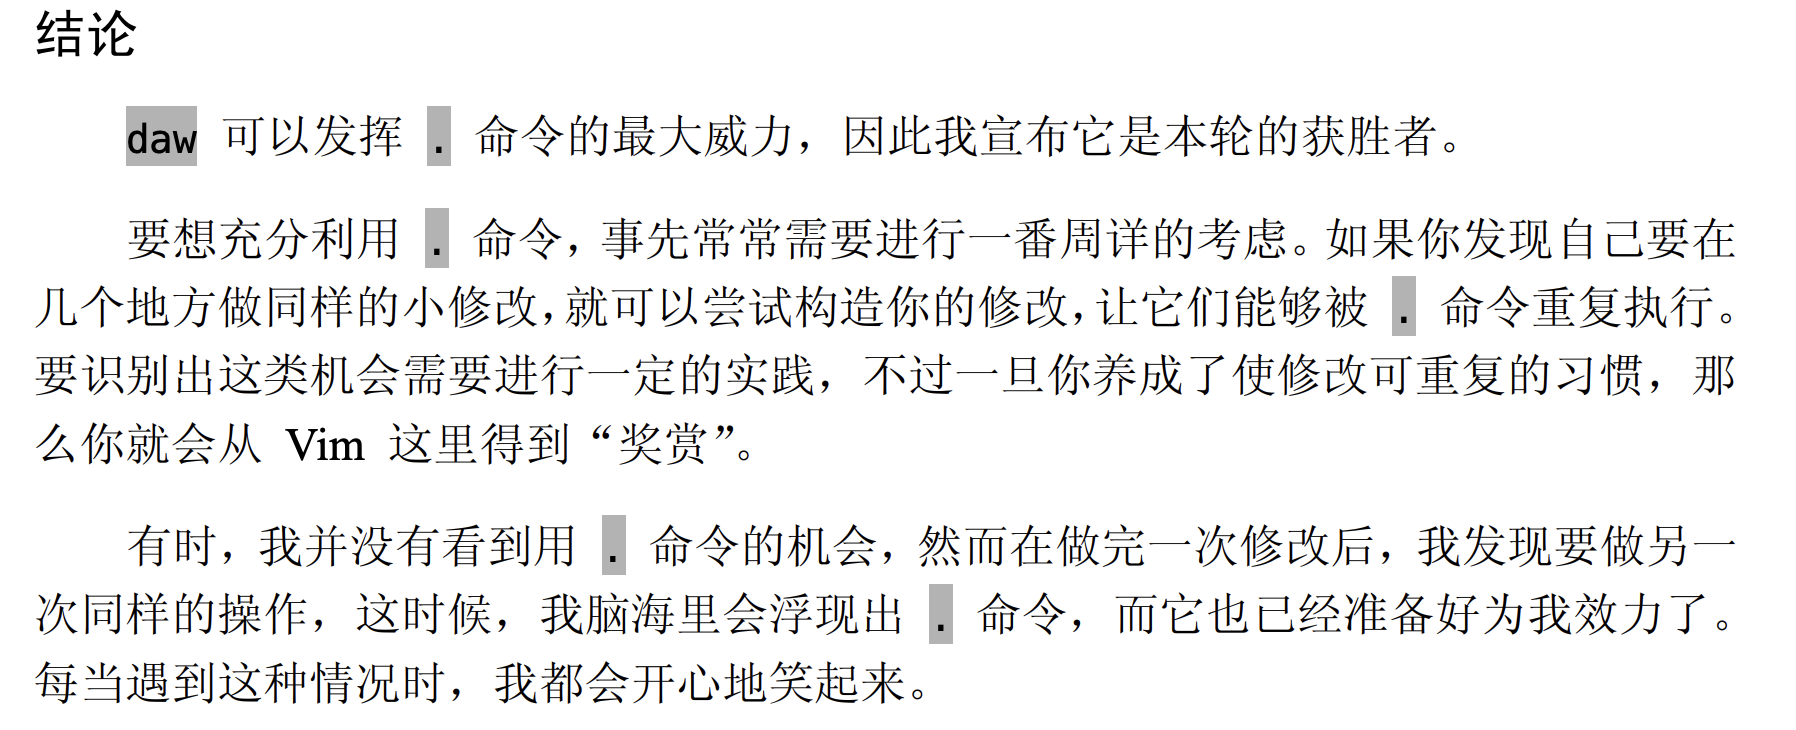 结论
daw 可以发挥 . 命令的最大威力，因此我宣布它是本轮的获胜者。
要想充分利用 . 命令，事先常常需要进行一番周详的考虑。如果你发现自己要在
几个地方做同样的小修改，就可以尝试构造你的修改，让它们能够被 . 命令重复执行。
要识别出这类机会需要进行一定的实践，不过一旦你养成了使修改可重复的习惯，那
么你就会从 Vim 这里得到“奖赏”。
有时，我并没有看到用 . 命令的机会，然而在做完一次修改后，我发现要做另一
次同样的操作，这时候，我脑海里会浮现出 . 命令，而它也已经准备好为我效力了。
每当遇到这种情况时，我都会开心地笑起来。